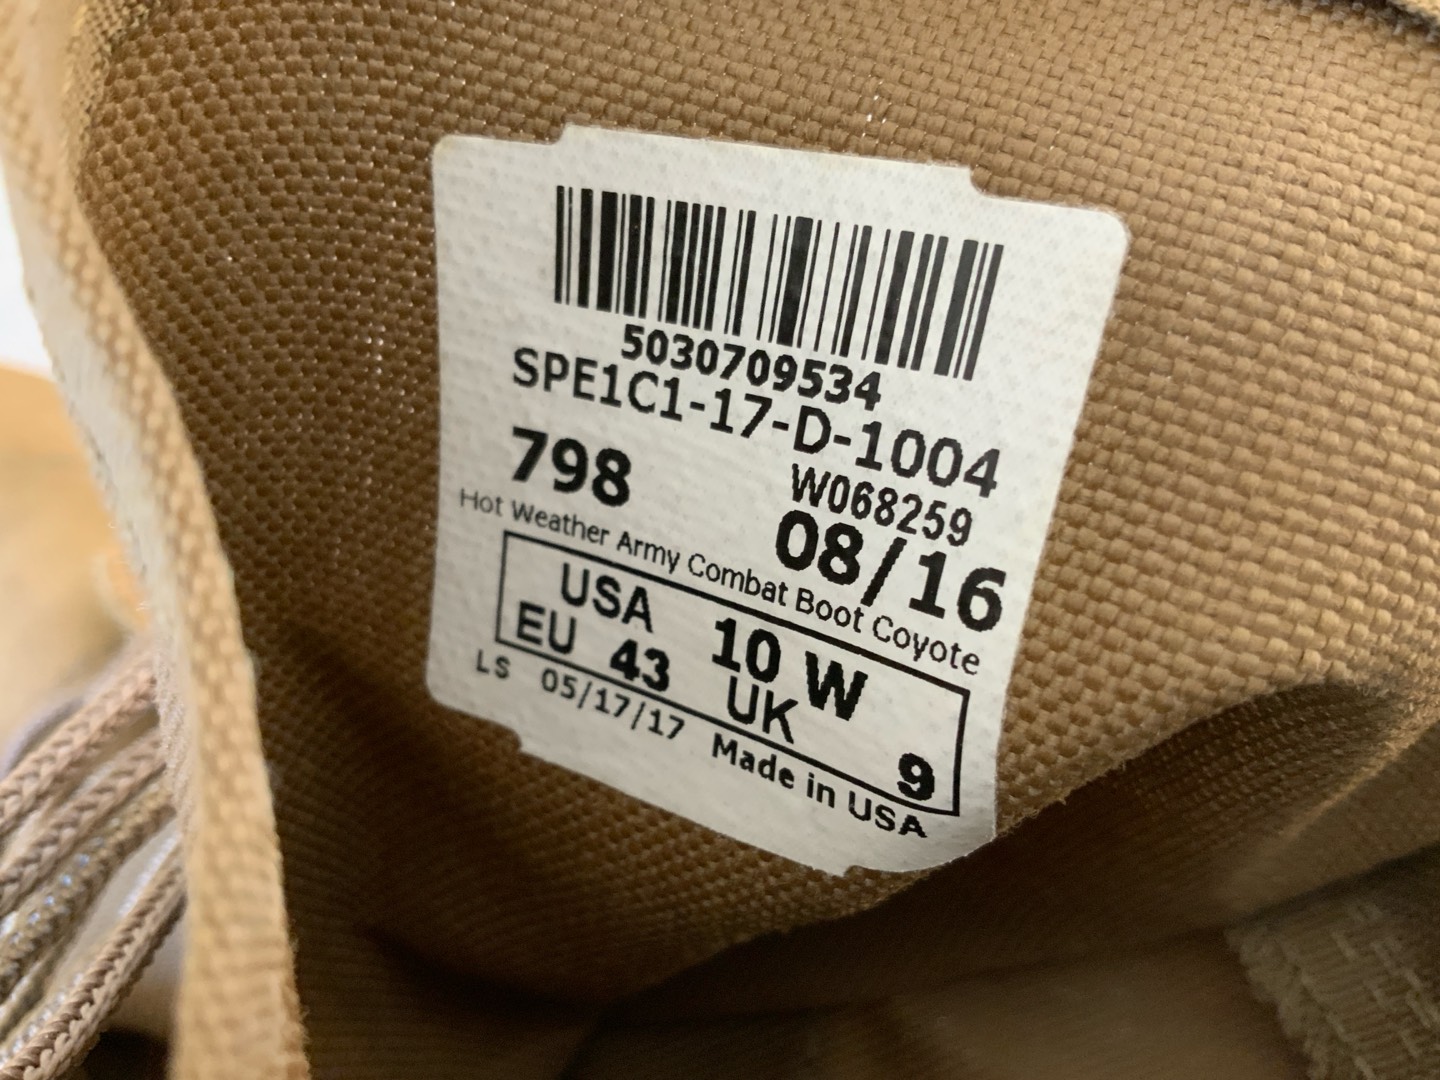 5030709534
SPE1C1-17-D-1004
W068259
798 08/16
Hot Weather Army Combat Boot Coyote
USA 10 W
EU 43 UK 9
LS 05/17/17 Made in USA